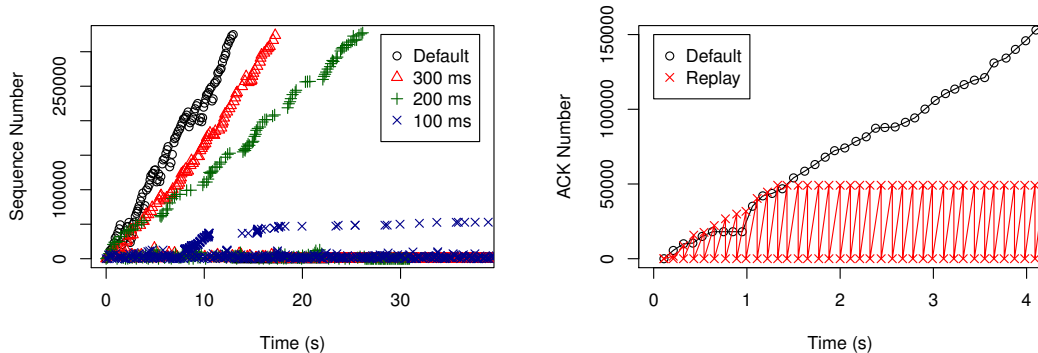 Sequence Number
0
100000
250000
0
10
20
30
Time (s)
Default
300 ms
200 ms
100 ms
ACK Number
0
50000
100000
150000
0
1
2
3
4
Time (s)
Default
Replay